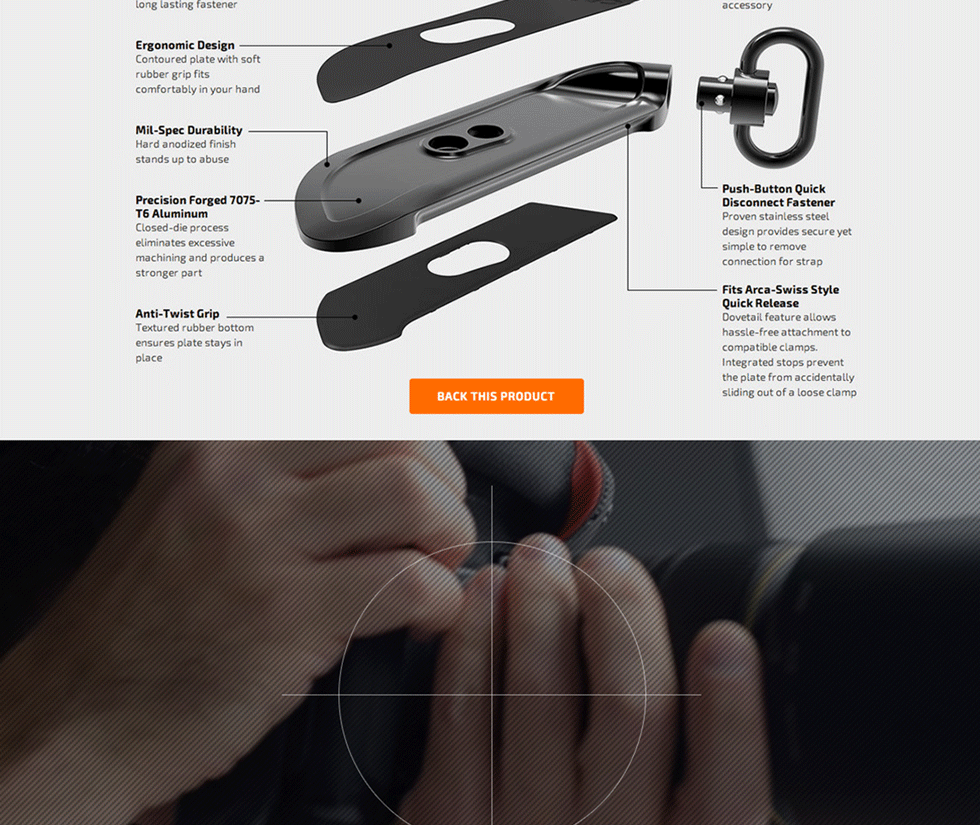 long lasting fastener
Ergonomic Design
Contoured plate with soft
rubber grip fits
comfortably in your hand
Mil-Spec Durability
Hard anodized finish
stands up to abuse
Precision Forged 7075-
T6 Aluminum
Closed-die process
eliminates excessive
machining and produces a
stronger part
Anti-Twist Grip
Textured rubber bottom
ensures plate stays in
place
accessory
Push-Button Quick
Disconnect Fastener
Proven stainless steel
design provides secure yet
simple to remove
connection for strap
Fits Arca-Swiss Style
Quick Release
Dovetail feature allows
hassle-free attachment to
compatible clamps.
Integrated stops prevent
the plate from accidentally
sliding out of a loose clamp
BACK THIS PRODUCT